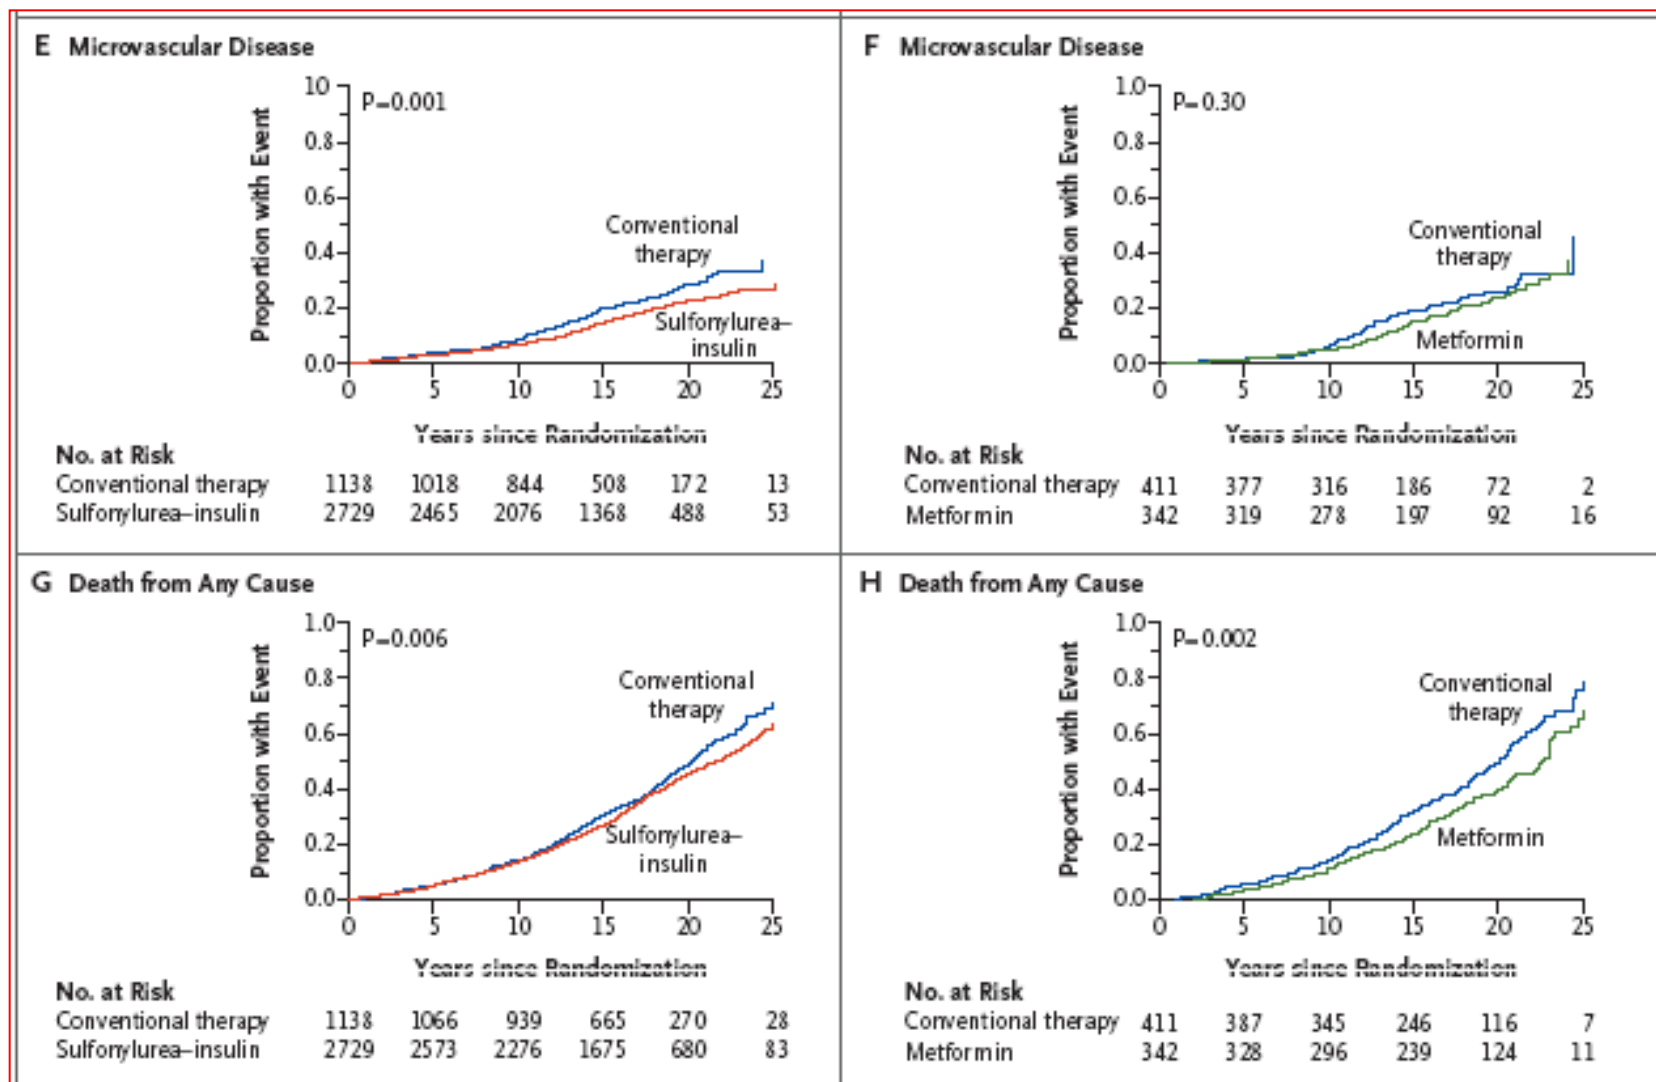 E Microvascular Disease
10
0.8
0.6
0.4
0.2
0.0
Proportion with Event
P=0.001
Conventional
therapy
Sulfonylurea–
insulin
0 5 10 15 20 25
Years since Randomization
No. at Risk
Conventional therapy 1138 1018 844 508 172 13
Sulfonylurea–insulin 2729 2465 2076 1368 488 53
F Microvascular Disease
1.0
0.8
0.6
0.4
0.2
0.0
Proportion with Event
P=0.30
Conventional
therapy
Metformin
0 5 10 15 20 25
Years since Randomization
No. at Risk
Conventional therapy 411 377 316 186 72 2
Metformin 342 319 278 197 92 16
G Death from Any Cause
1.0
0.8
0.6
0.4
0.2
0.0
Proportion with Event
P=0.006
Conventional
therapy
Sulfonylurea–
insulin
0 5 10 15 20 25
Years since Randomization
No. at Risk
Conventional therapy 1138 1066 939 665 270 28
Sulfonylurea–insulin 2729 2573 2276 1675 680 83
H Death from Any Cause
1.0
0.8
0.6
0.4
0.2
0.0
Proportion with Event
P=0.002
Conventional
therapy
Metformin
0 5 10 15 20 25
Years since Randomization
No. at Risk
Conventional therapy 411 387 345 246 116 7
Metformin 342 328 296 239 124 11